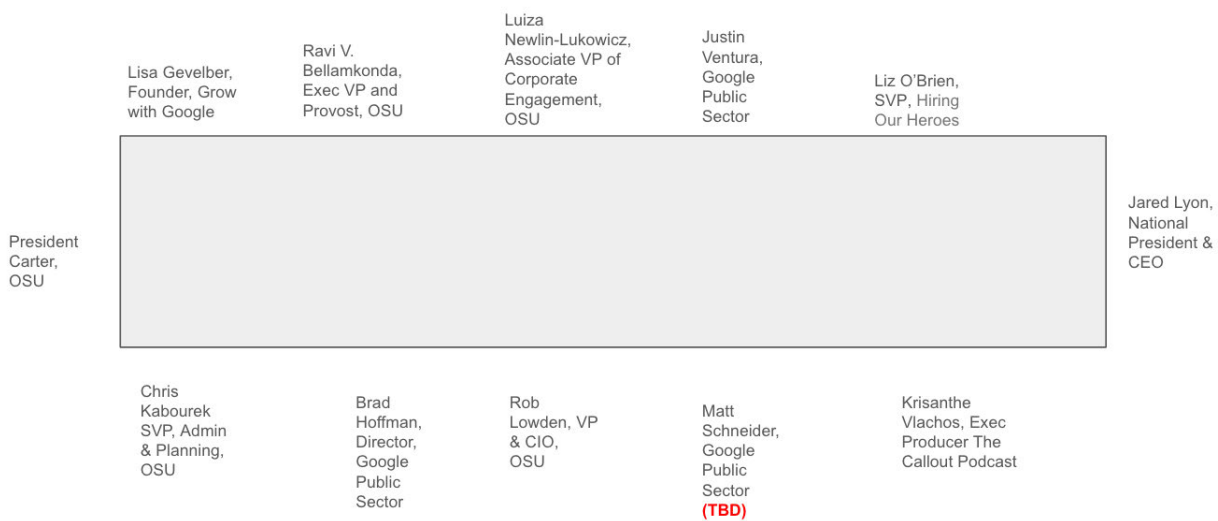 Lisa Gevelber,
Founder, Grow
with Google
Ravi V.
Bellamkonda,
Exec VP and
Provost, OSU
Luiza
Newlin-Lukowicz,
Associate VP of
Corporate
Engagement,
OSU
Justin
Ventura,
Google
Public
Sector
Liz O'Brien,
SVP, Hiring
Our Heroes
President
Carter,
OSU
Jared Lyon,
National
President &
CEO
Chris
Kabourek
SVP, Admin
& Planning,
OSU
Brad
Hoffman,
Director,
Google
Public
Sector
Rob
Lowden, VP
& CIO,
OSU
Matt
Schneider,
Google
Public
Sector
(TBD)
Krisanthe
Vlachos, Exec
Producer The
Callout Podcast